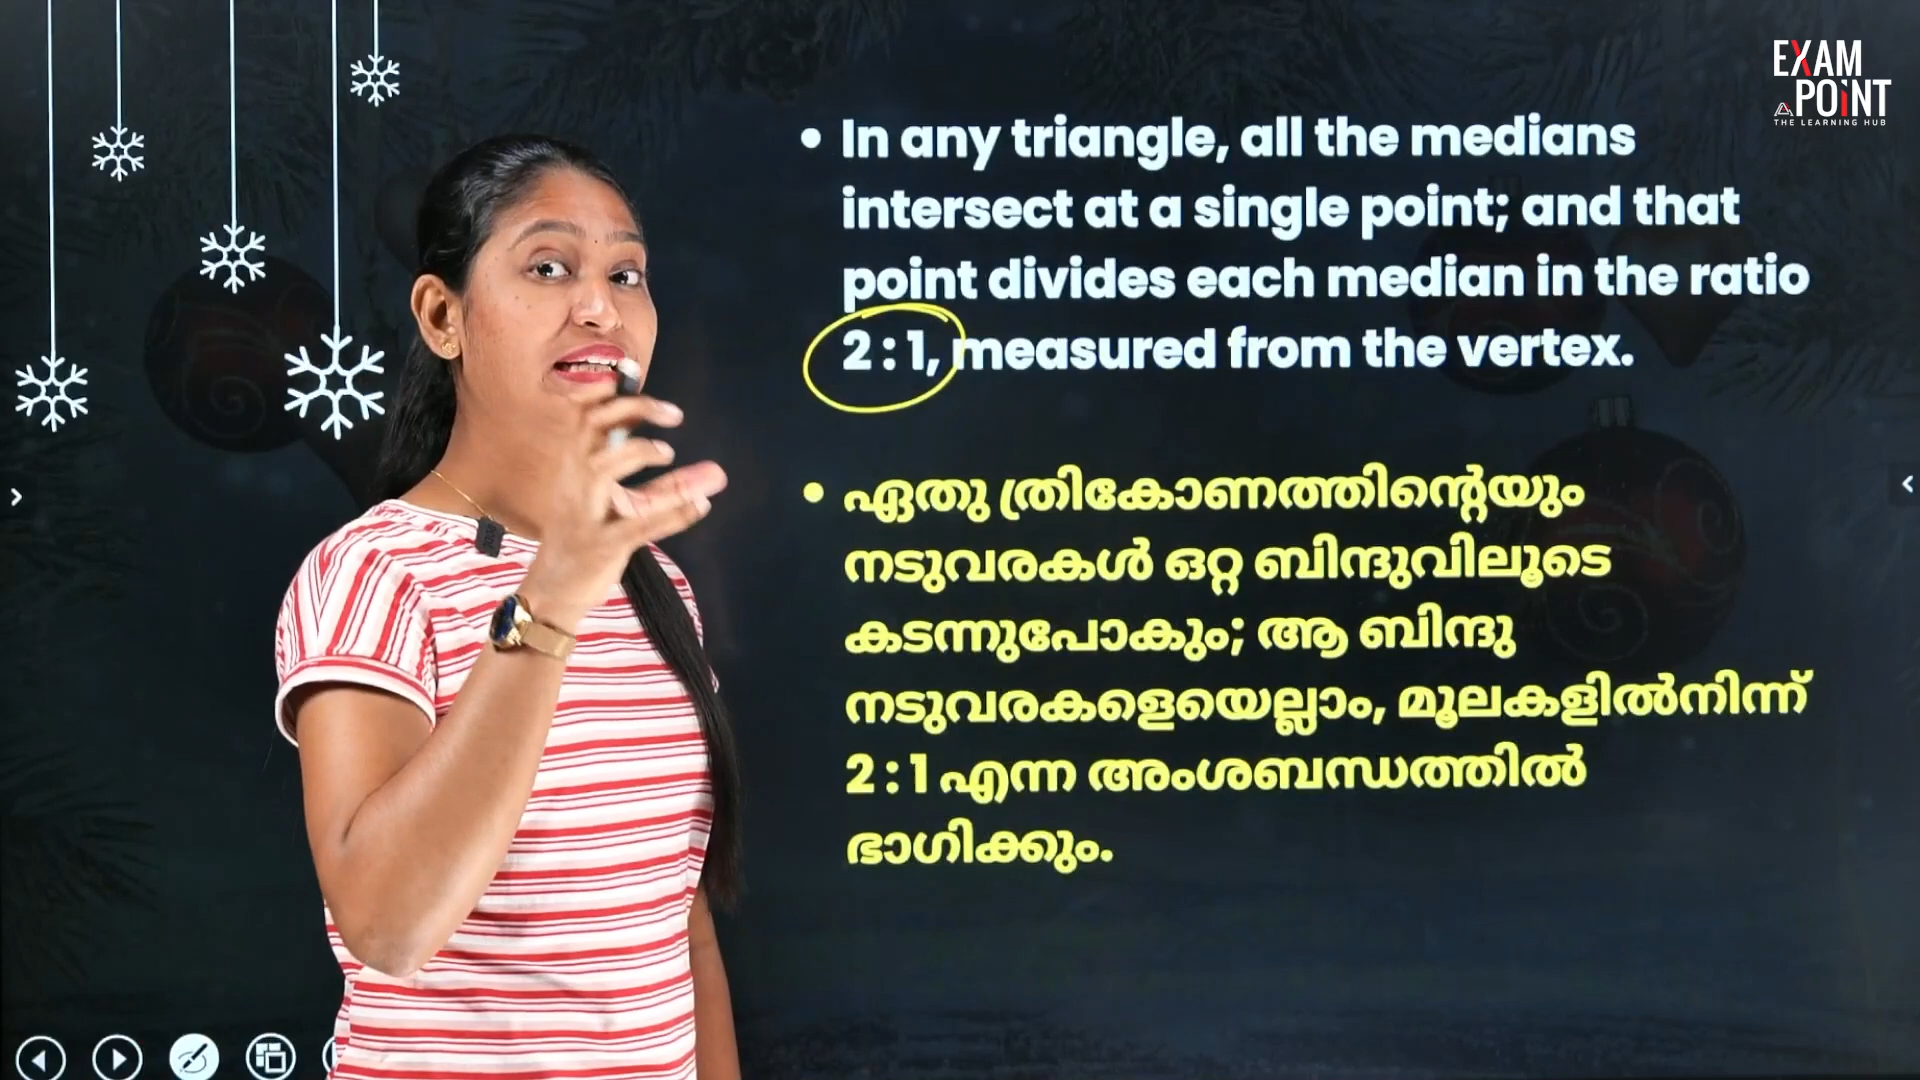 EXAM
POINT
THE LEARNING HUB
• In any triangle, all the medians
intersect at a single point; and that
point divides each median in the ratio
2 : 1, measured from the vertex.
• ഏതു ത്രികോണത്തിന്റെയും
നടുവരകൾ ഒറ്റ ബിന്ദുവിലൂടെ
കടന്നുപോകും; ആ ബിന്ദു
നടുവരകളെയെല്ലാം, മൂലകളിൽനിന്ന്
2 : 1 എന്ന അംശബന്ധത്തിൽ
ഭാഗിക്കും.